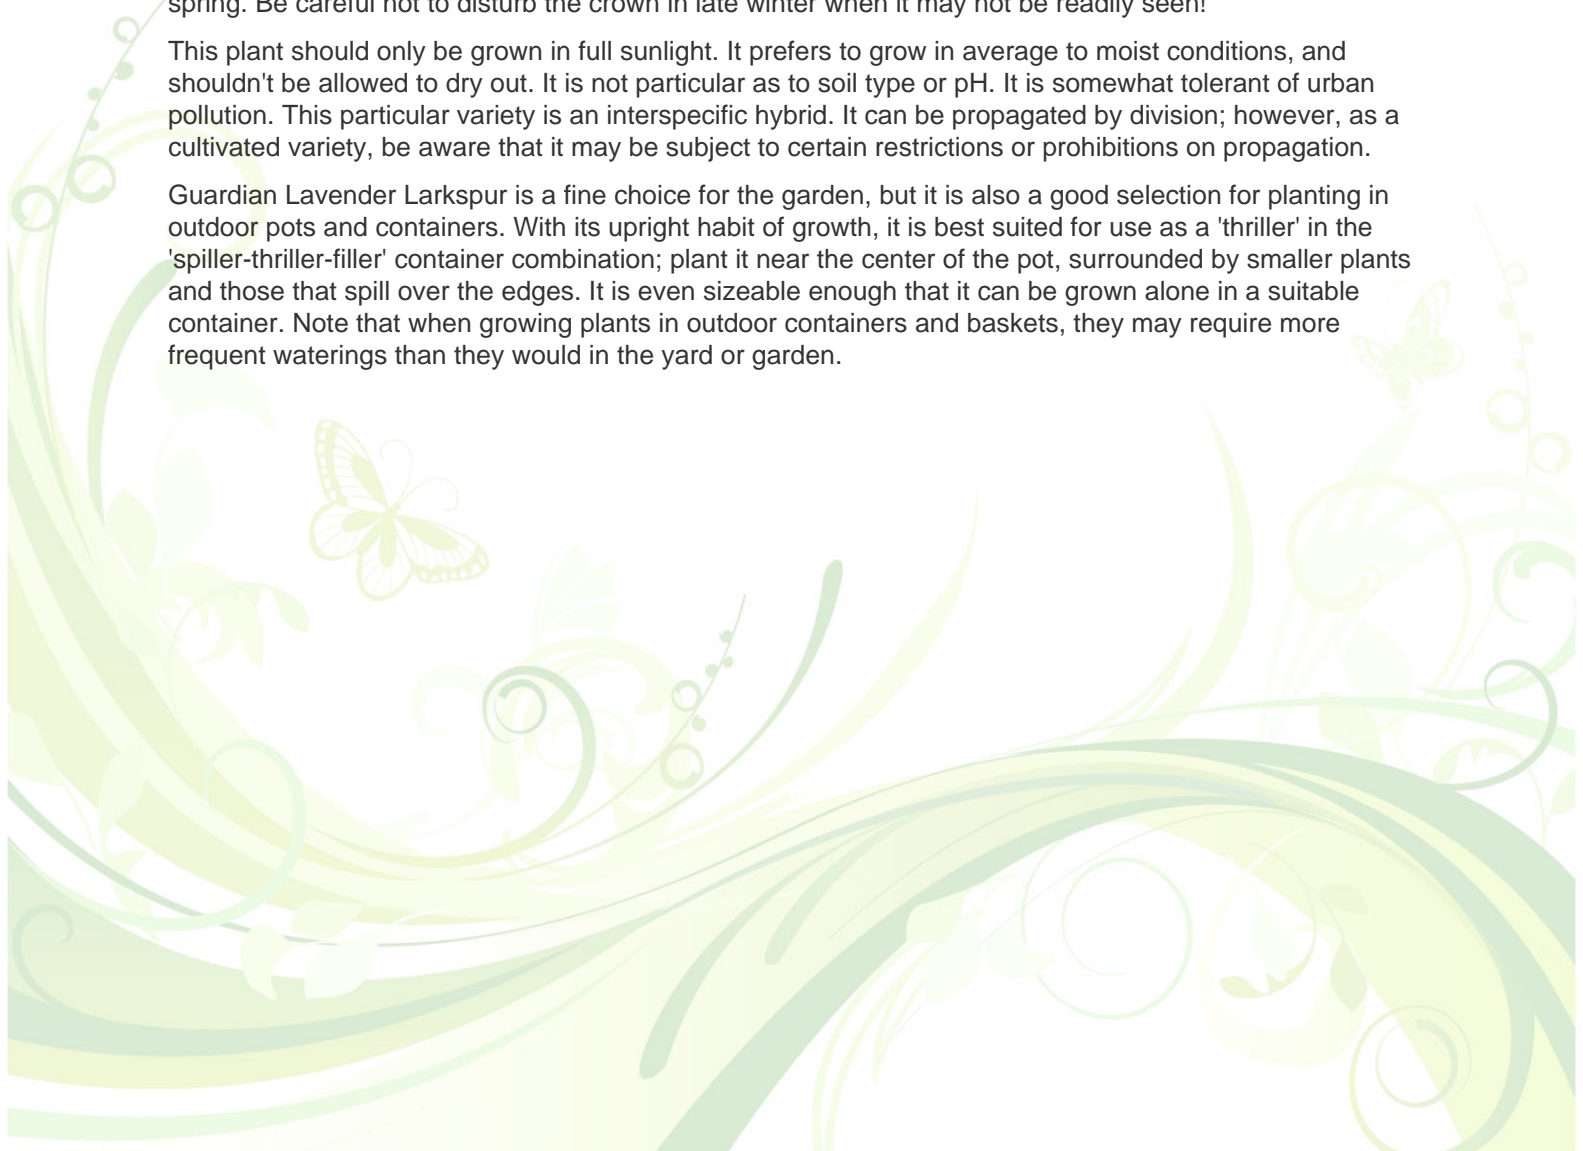 spring. Be careful not to disturb the crown in late winter when it may not be readily seen!
This plant should only be grown in full sunlight. It prefers to grow in average to moist conditions, and
shouldn't be allowed to dry out. It is not particular as to soil type or pH. It is somewhat tolerant of urban
pollution. This particular variety is an interspecific hybrid. It can be propagated by division; however, as a
cultivated variety, be aware that it may be subject to certain restrictions or prohibitions on propagation.
Guardian Lavender Larkspur is a fine choice for the garden, but it is also a good selection for planting in
outdoor pots and containers. With its upright habit of growth, it is best suited for use as a 'thriller' in the
'spiller-thriller-filler' container combination; plant it near the center of the pot, surrounded by smaller plants
and those that spill over the edges. It is even sizeable enough that it can be grown alone in a suitable
container. Note that when growing plants in outdoor containers and baskets, they may require more
frequent waterings than they would in the yard or garden.